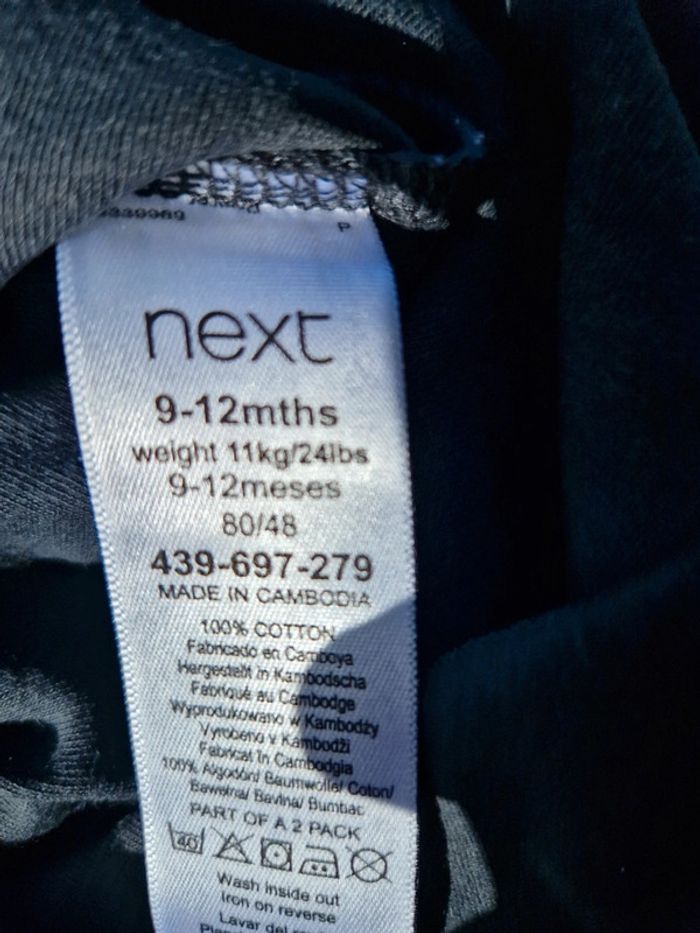 P
next
9-12mths
weight 11kg/24lbs
9-12meses
80/48
439-697-279
MADE IN CAMBODIA
100% COTTON
Fabricado en Camboya
Hergestellt in Kambodscha
Fabriqué au Cambodge
Wyprodukowano w Kambodży
Vyrobeno v Kambodži
Fabricat în Cambodgia
100% Algodón/ Baumwolle/ Coton/
Bawełna/ Bavlna/ Bumbac
PART OF A 2 PACK
40
Wash inside out
Iron on reverse
Lavar del